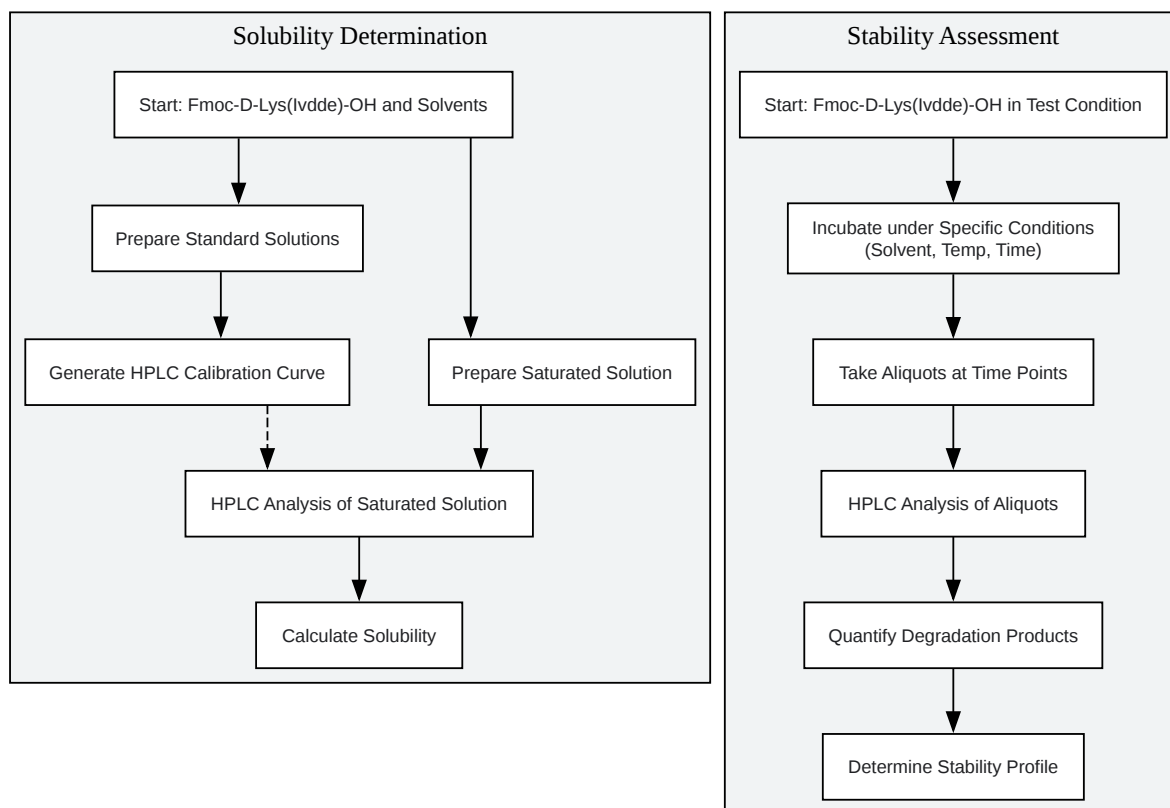 Solubility Determination
Start: Fmoc-D-Lys(Ivdde)-OH and Solvents
Prepare Standard Solutions
Generate HPLC Calibration Curve
Prepare Saturated Solution
HPLC Analysis of Saturated Solution
Calculate Solubility
Stability Assessment
Start: Fmoc-D-Lys(Ivdde)-OH in Test Condition
Incubate under Specific Conditions
(Solvent, Temp, Time)
Take Aliquots at Time Points
HPLC Analysis of Aliquots
Quantify Degradation Products
Determine Stability Profile